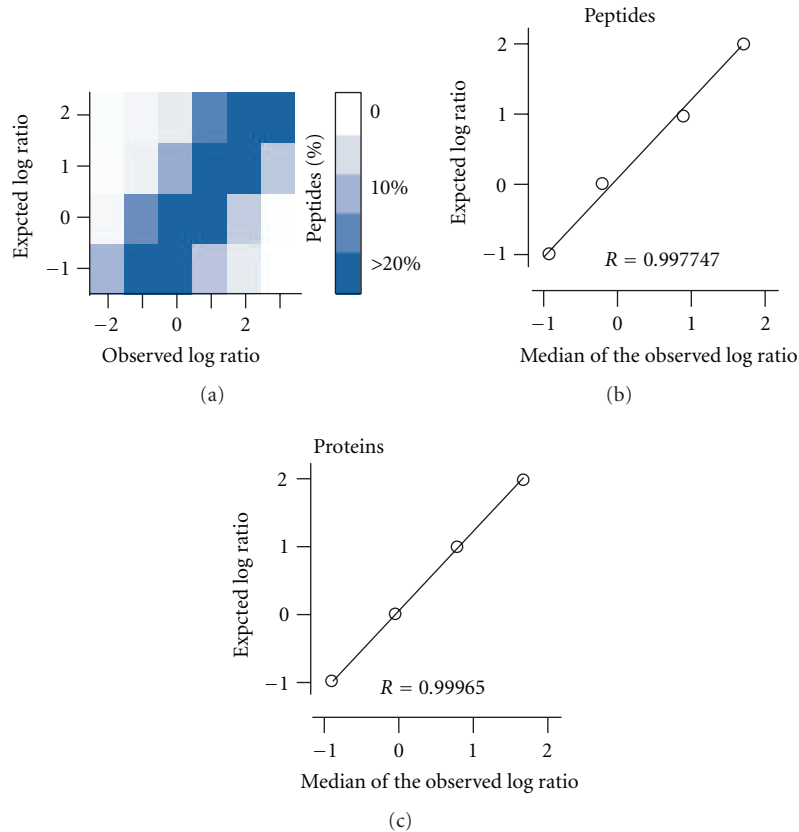 2
1
0
−1
Expcted log ratio
−2
0
2
Observed log ratio
Peptides (%)
0
10%
>20%
(a)
Peptides
2
1
0
−1
Expcted log ratio
R = 0.997747
−1
0
1
2
Median of the observed log ratio
(b)
Proteins
2
1
0
−1
Expcted log ratio
R = 0.99965
−1
0
1
2
Median of the observed log ratio
(c)